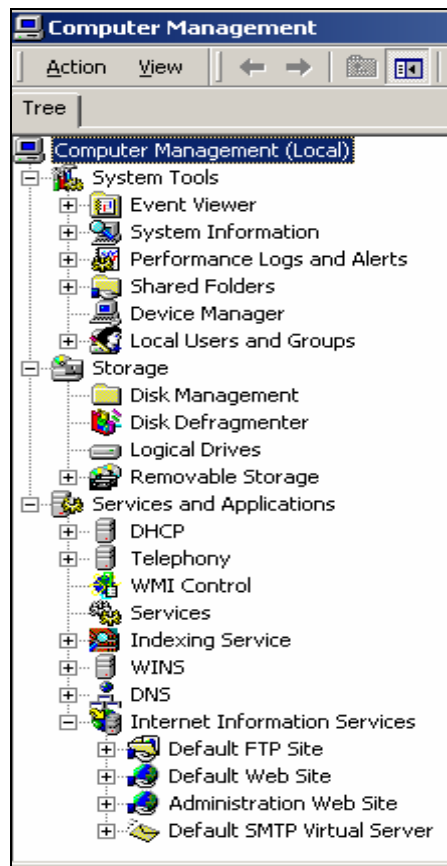 Computer Management
Action View
Tree
Computer Management (Local)
System Tools
Event Viewer
System Information
Performance Logs and Alerts
Shared Folders
Device Manager
Local Users and Groups
Storage
Disk Management
Disk Defragmenter
Logical Drives
Removable Storage
Services and Applications
DHCP
Telephony
WMI Control
Services
Indexing Service
WINS
DNS
Internet Information Services
Default FTP Site
Default Web Site
Administration Web Site
Default SMTP Virtual Server